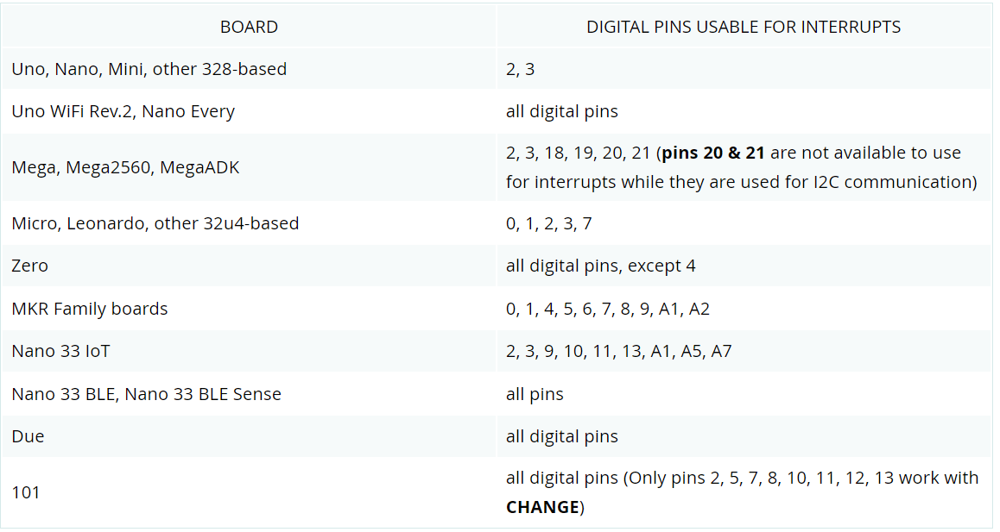 BOARD DIGITAL PINS USABLE FOR INTERRUPTS
Uno, Nano, Mini, other 328-based 2, 3
Uno WiFi Rev.2, Nano Every all digital pins
Mega, Mega2560, MegaADK 2, 3, 18, 19, 20, 21 (pins 20 & 21 are not available to use
for interrupts while they are used for I2C communication)
Micro, Leonardo, other 32u4-based 0, 1, 2, 3, 7
Zero all digital pins, except 4
MKR Family boards 0, 1, 4, 5, 6, 7, 8, 9, A1, A2
Nano 33 IoT 2, 3, 9, 10, 11, 13, A1, A5, A7
Nano 33 BLE, Nano 33 BLE Sense all pins
Due all digital pins
101 all digital pins (Only pins 2, 5, 7, 8, 10, 11, 12, 13 work with
CHANGE)